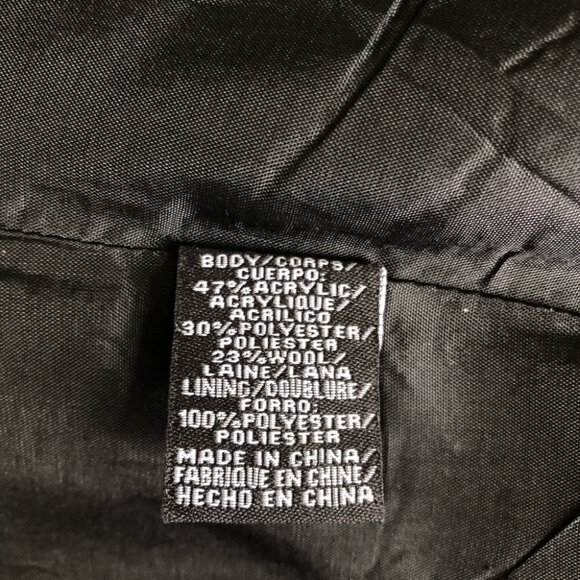 BODY/CORPS/
CUERPO:
47%ACRYLIC/
ACRYLIQUE/
ACRILICO
30%POLYESTER/
POLIESTER
23%WOOL/
LAINE/LANA
LINING/DOUBLURE/
FORRO:
100%POLYESTER/
POLIESTER
MADE IN CHINA/
FABRIQUE EN CHINE/
HECHO EN CHINA